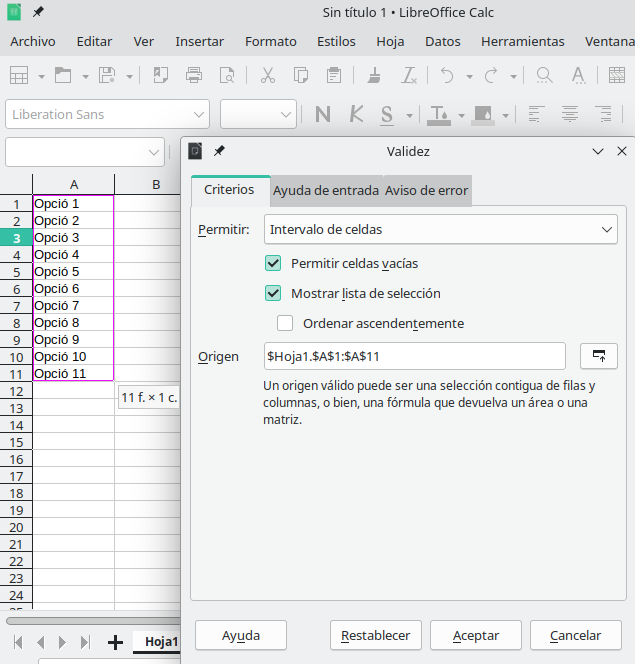 Sin título 1 • LibreOffice Calc
Archivo Editar Ver Insertar Formato Estilos Hoja Datos Herramientas Ventana
Liberation Sans
N K S
Validez
Criterios Ayuda de entrada Aviso de error
A B
1 Opció 1
2 Opció 2
3 Opció 3
4 Opció 4
5 Opció 5
6 Opció 6
7 Opció 7
8 Opció 8
9 Opció 9
10 Opció 10
11 Opció 11
12
13
14
15
16
17
18
19
20
21
22
23
24
11 f. × 1 c.
Permitir: Intervalo de celdas
Permitir celdas vacías
Mostrar lista de selección
Ordenar ascendentemente
Origen $Hoja1.$A$1:$A$11
Un origen válido puede ser una selección contigua de filas y
columnas, o bien, una fórmula que devuelva un área o una
matriz.
Hoja1
Ayuda Restablecer Aceptar Cancelar